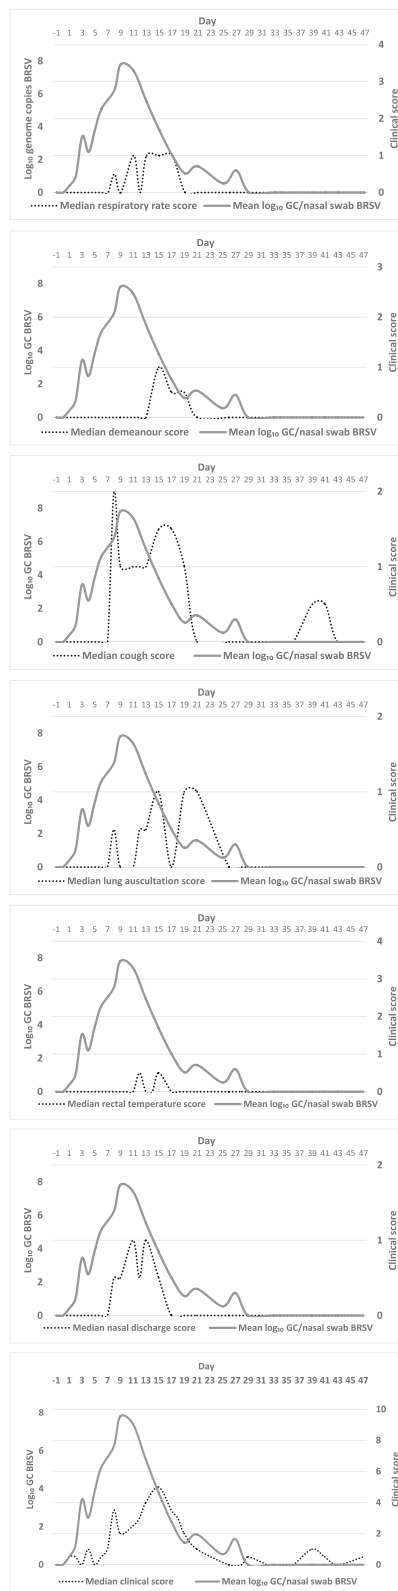 Day
-1 1 3 5 7 9 11 13 15 17 19 21 23 25 27 29 31 33 35 37 39 41 43 45 47
Log₁₀ genome copies BRSV
8
6
4
2
0
4
3
2
1
0
Clinical score
Median respiratory rate score Mean log₁₀ GC/nasal swab BRSV
Day
-1 1 3 5 7 9 11 13 15 17 19 21 23 25 27 29 31 33 35 37 39 41 43 45 47
Log₁₀ GC BRSV
8
6
4
2
0
3
2
1
0
Clinical score
Median demeanour score Mean log₁₀ GC/nasal swab BRSV
Day
-1 1 3 5 7 9 11 13 15 17 19 21 23 25 27 29 31 33 35 37 39 41 43 45 47
Log₁₀ GC BRSV
8
6
4
2
0
2
1
0
Clinical score
Median cough score Mean log₁₀ GC/nasal swab BRSV
Day
-1 1 3 5 7 9 11 13 15 17 19 21 23 25 27 29 31 33 35 37 39 41 43 45 47
Log₁₀ GC BRSV
8
6
4
2
0
2
1
0
Clinical score
Median lung auscultation score Mean log₁₀ GC/nasal swab BRSV
Day
-1 1 3 5 7 9 11 13 15 17 19 21 23 25 27 29 31 33 35 37 39 41 43 45 47
Log₁₀ GC BRSV
8
6
4
2
0
4
3
2
1
0
Clinical score
Median rectal temperature score Mean log₁₀ GC/nasal swab BRSV
Day
-1 1 3 5 7 9 11 13 15 17 19 21 23 25 27 29 31 33 35 37 39 41 43 45 47
Log₁₀ GC BRSV
8
6
4
2
0
2
1
0
Clinical score
Median nasal discharge score Mean log₁₀ GC/nasal swab BRSV
Day
-1 1 3 5 7 9 11 13 15 17 19 21 23 25 27 29 31 33 35 37 39 41 43 45 47
Log₁₀ GC BRSV
8
6
4
2
0
10
8
6
4
2
0
Clinical score
Median clinical score Mean log₁₀ GC/nasal swab BRSV